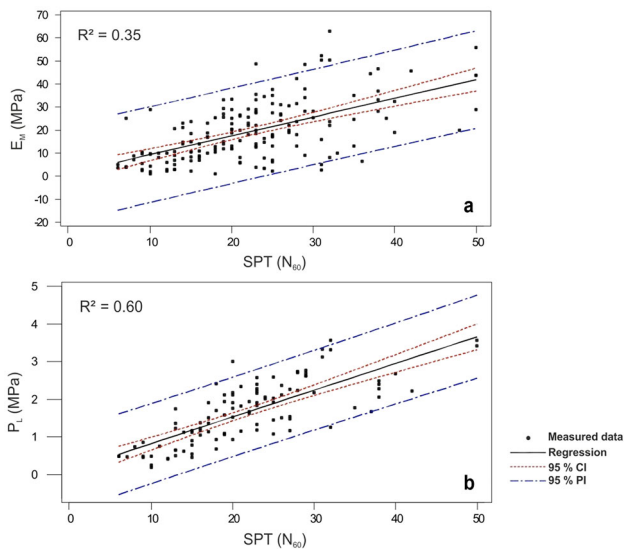 R² = 0.35
E_M (MPa)
70
60
50
40
30
20
10
0
-10
-20
0
10
20
30
40
50
SPT (N₆₀)
a
R² = 0.60
P_L (MPa)
5
4
3
2
1
0
0
10
20
30
40
50
SPT (N₆₀)
b
Measured data
Regression
95 % CI
95 % PI